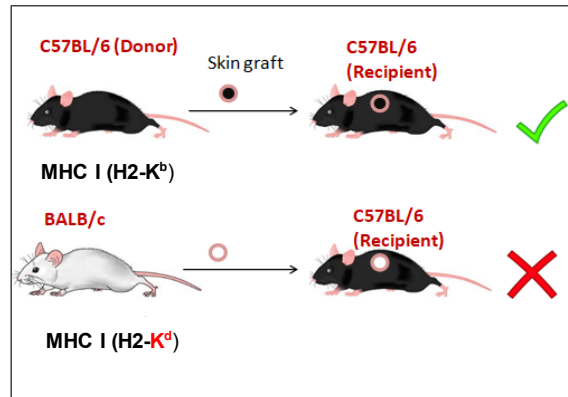 C57BL/6 (Donor)
Skin graft
C57BL/6
(Recipient)
MHC I (H2-Kᵇ)
BALB/c
C57BL/6
(Recipient)
MHC I (H2-Kᵈ)